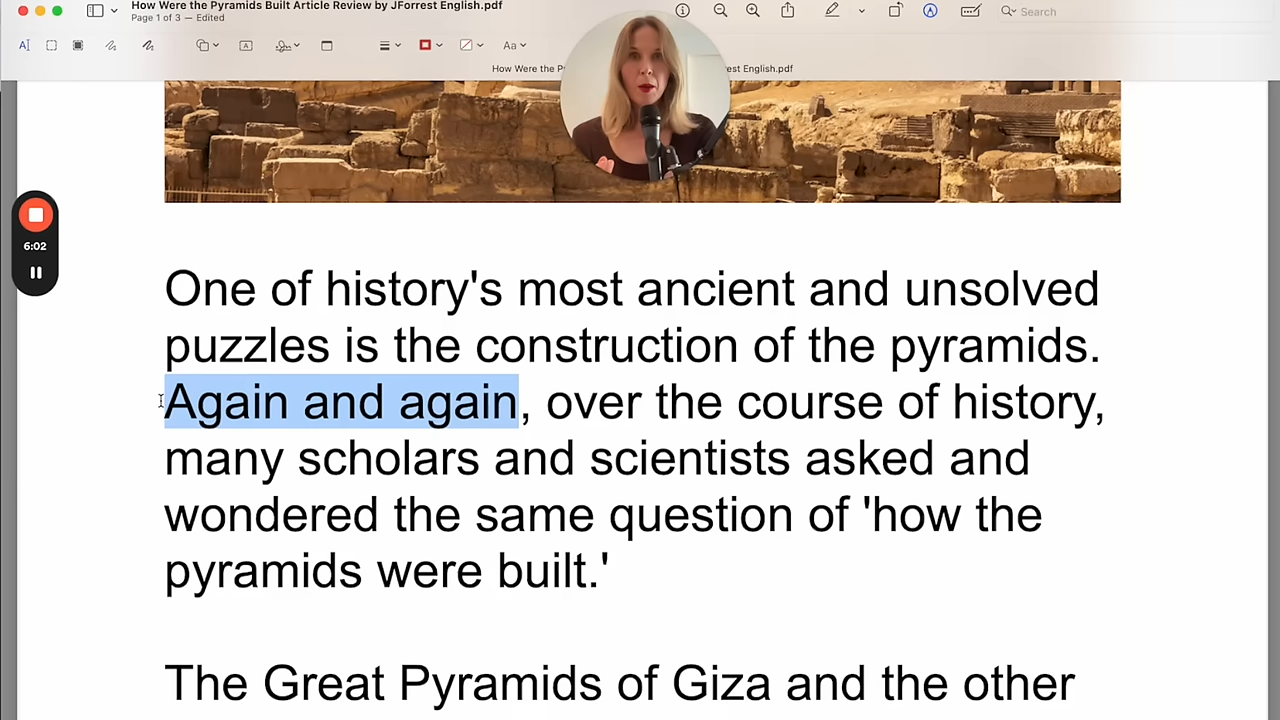 How Were the Pyramids Built Article Review by JForrest English.pdf
Page 1 of 3 — Edited
Search
Aa
How Were the P
rest English.pdf
6:02
One of history's most ancient and unsolved
puzzles is the construction of the pyramids.
Again and again, over the course of history,
many scholars and scientists asked and
wondered the same question of 'how the
pyramids were built.'
The Great Pyramids of Giza and the other